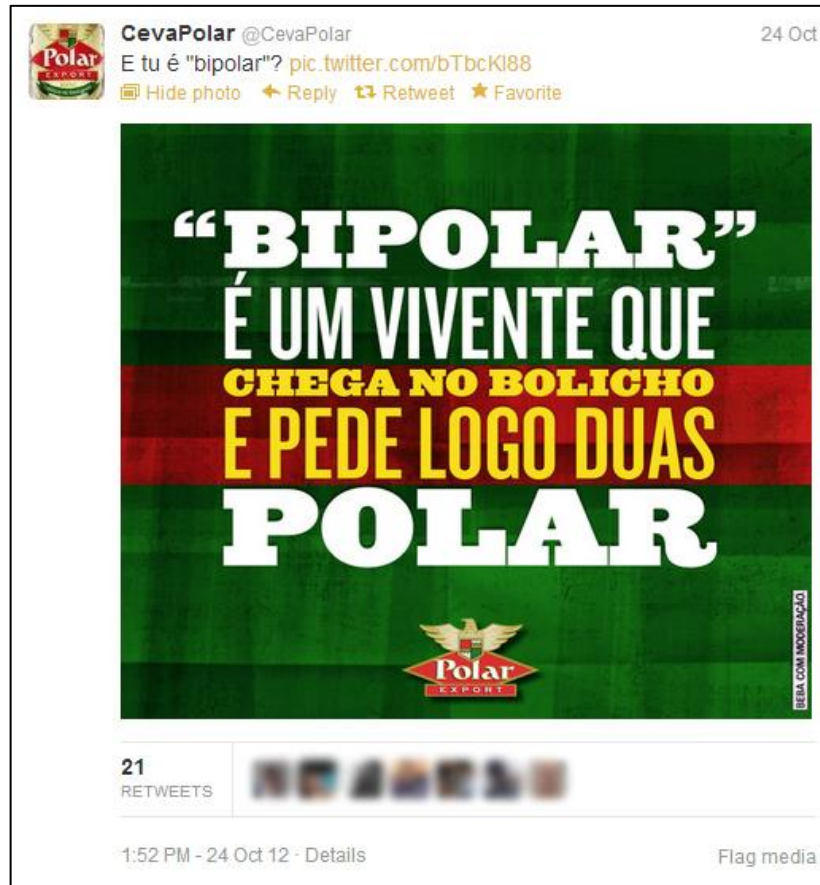 CevaPolar @CevaPolar 24 Oct
E tu é "bipolar"? pic.twitter.com/bTbcKl88
Hide photo Reply Retweet Favorite
“BIPOLAR”
É UM VIVENTE QUE
CHEGA NO BOLICHO
E PEDE LOGO DUAS
POLAR
Polar
EXPORT
BEBA COM MODERAÇÃO.
21
RETWEETS
1:52 PM - 24 Oct 12 · Details Flag media